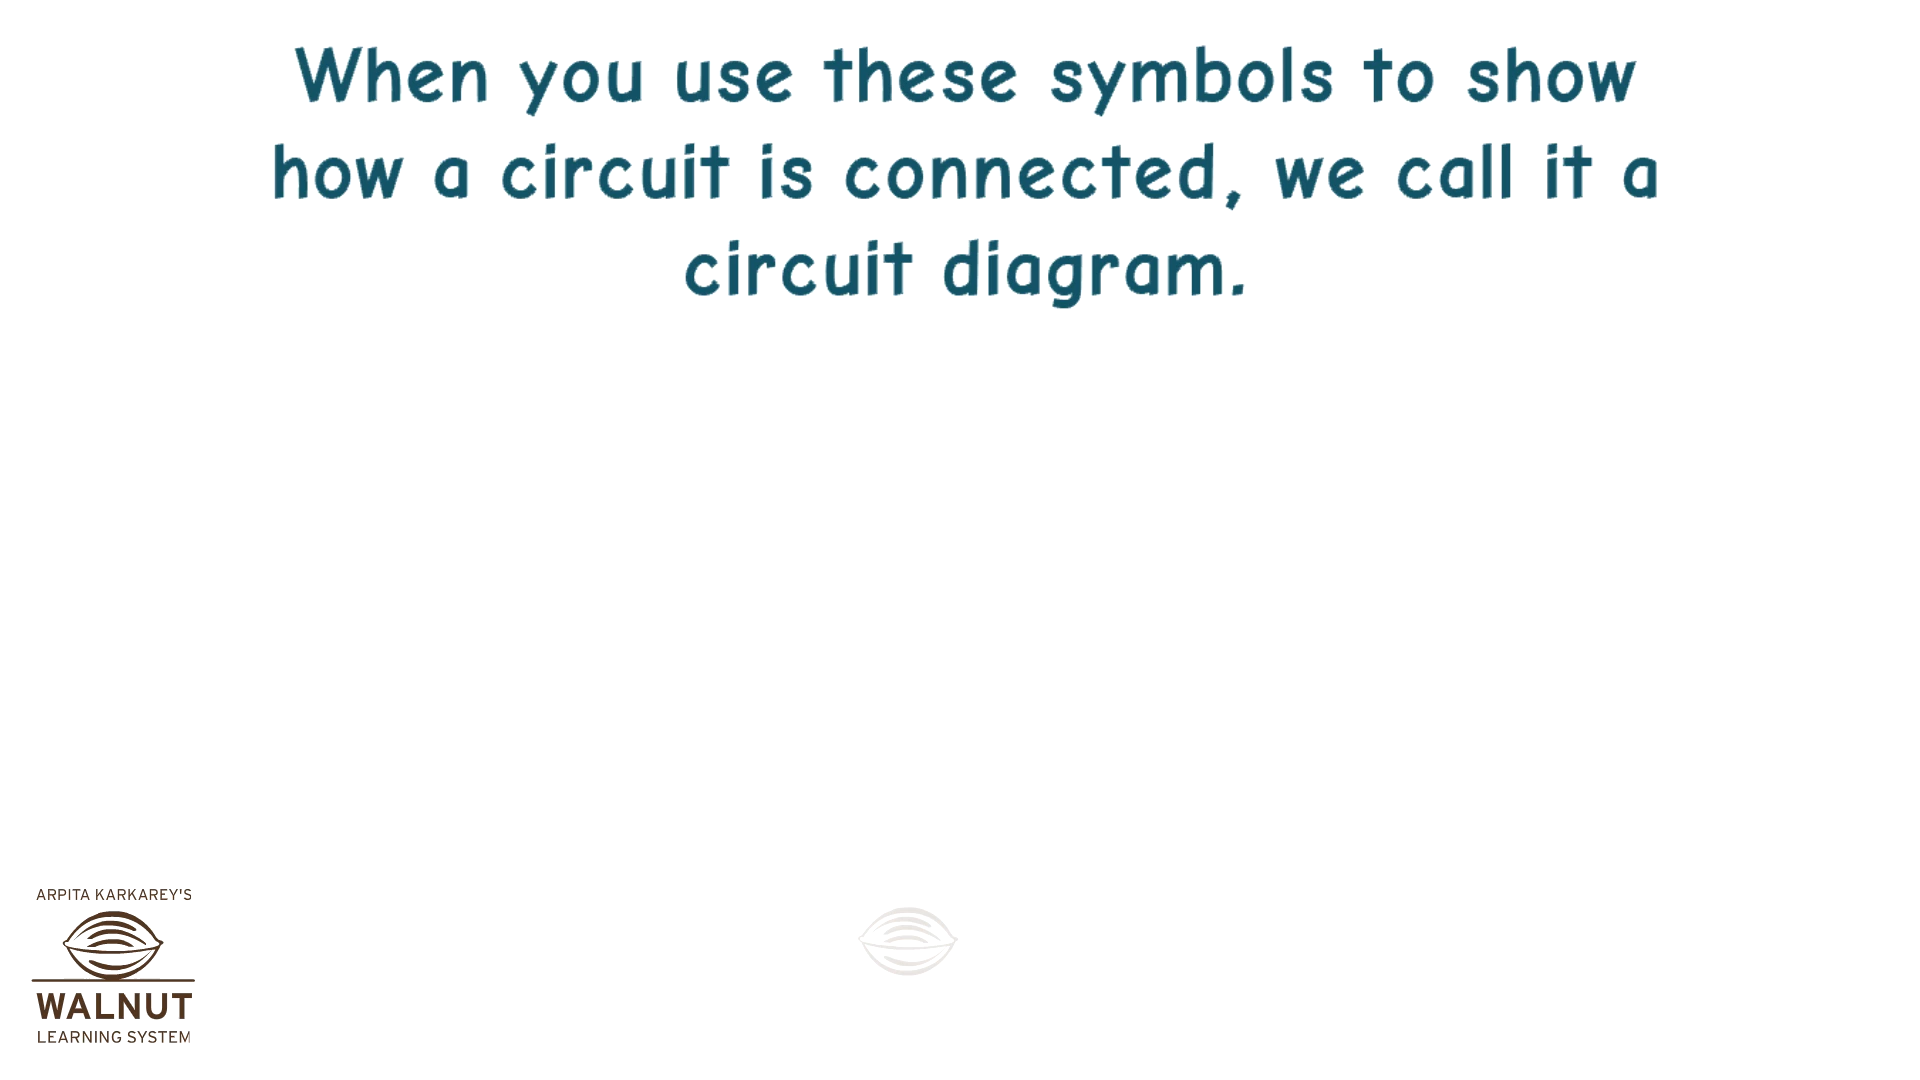 When you use these symbols to show
how a circuit is connected, we call it a
circuit diagram.
ARPITA KARKAREY'S
WALNUT
LEARNING SYSTEM